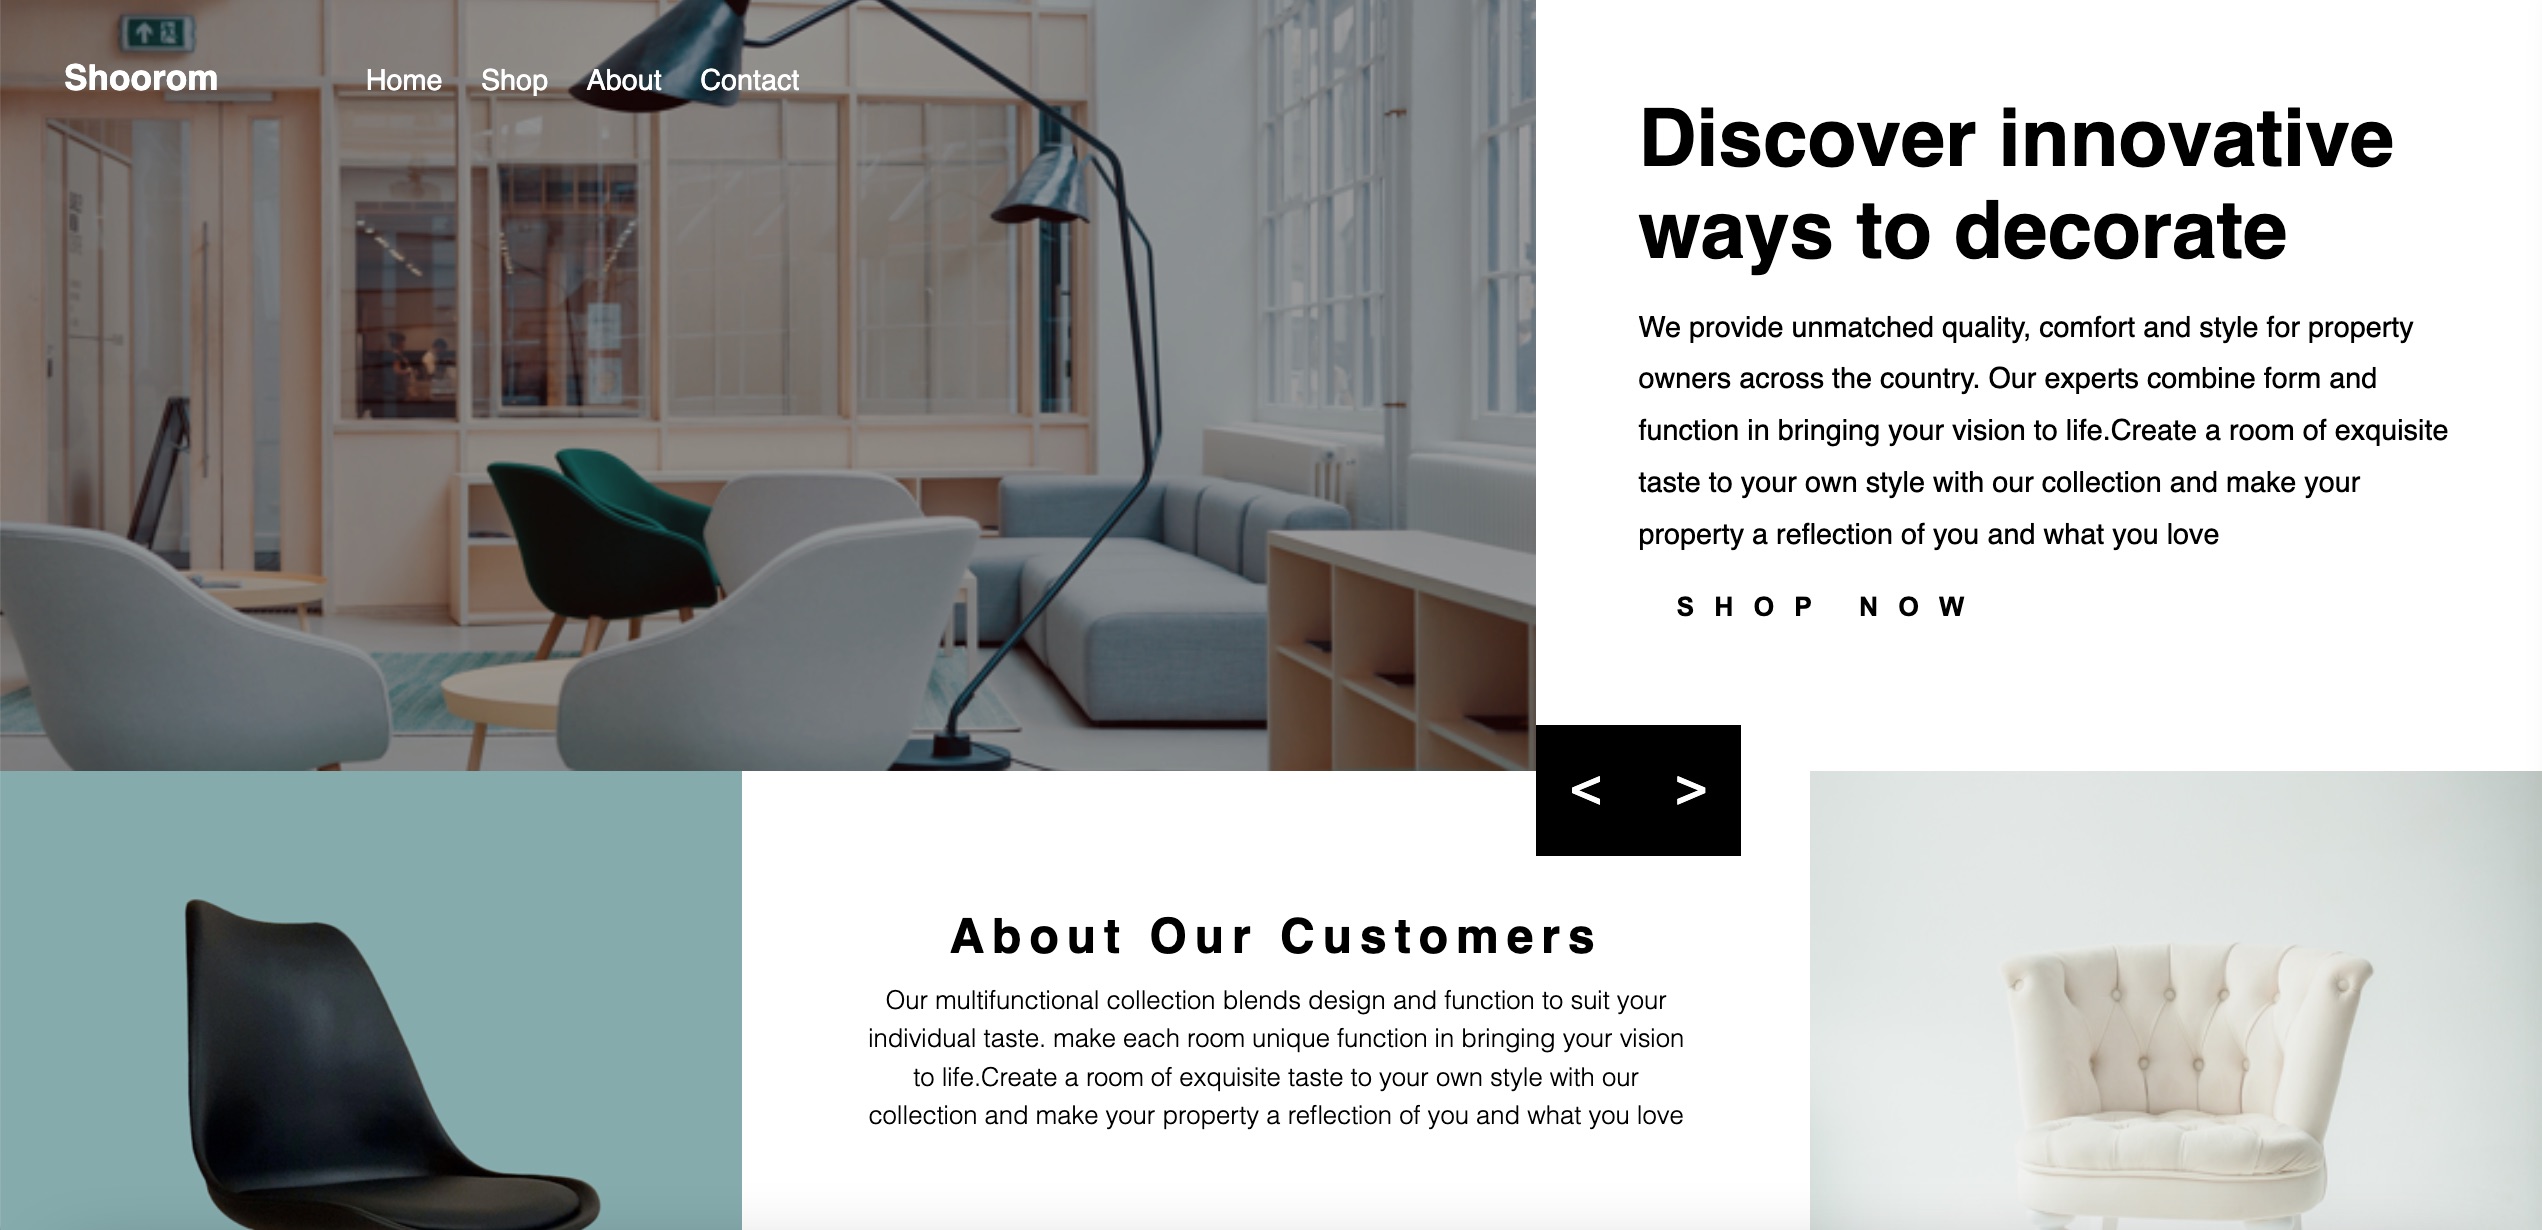 Shoorom
Home Shop About Contact
Discover innovative
ways to decorate
We provide unmatched quality, comfort and style for property
owners across the country. Our experts combine form and
function in bringing your vision to life.Create a room of exquisite
taste to your own style with our collection and make your
property a reflection of you and what you love
SHOP NOW
< >
About Our Customers
Our multifunctional collection blends design and function to suit your
individual taste. make each room unique function in bringing your vision
to life.Create a room of exquisite taste to your own style with our
collection and make your property a reflection of you and what you love